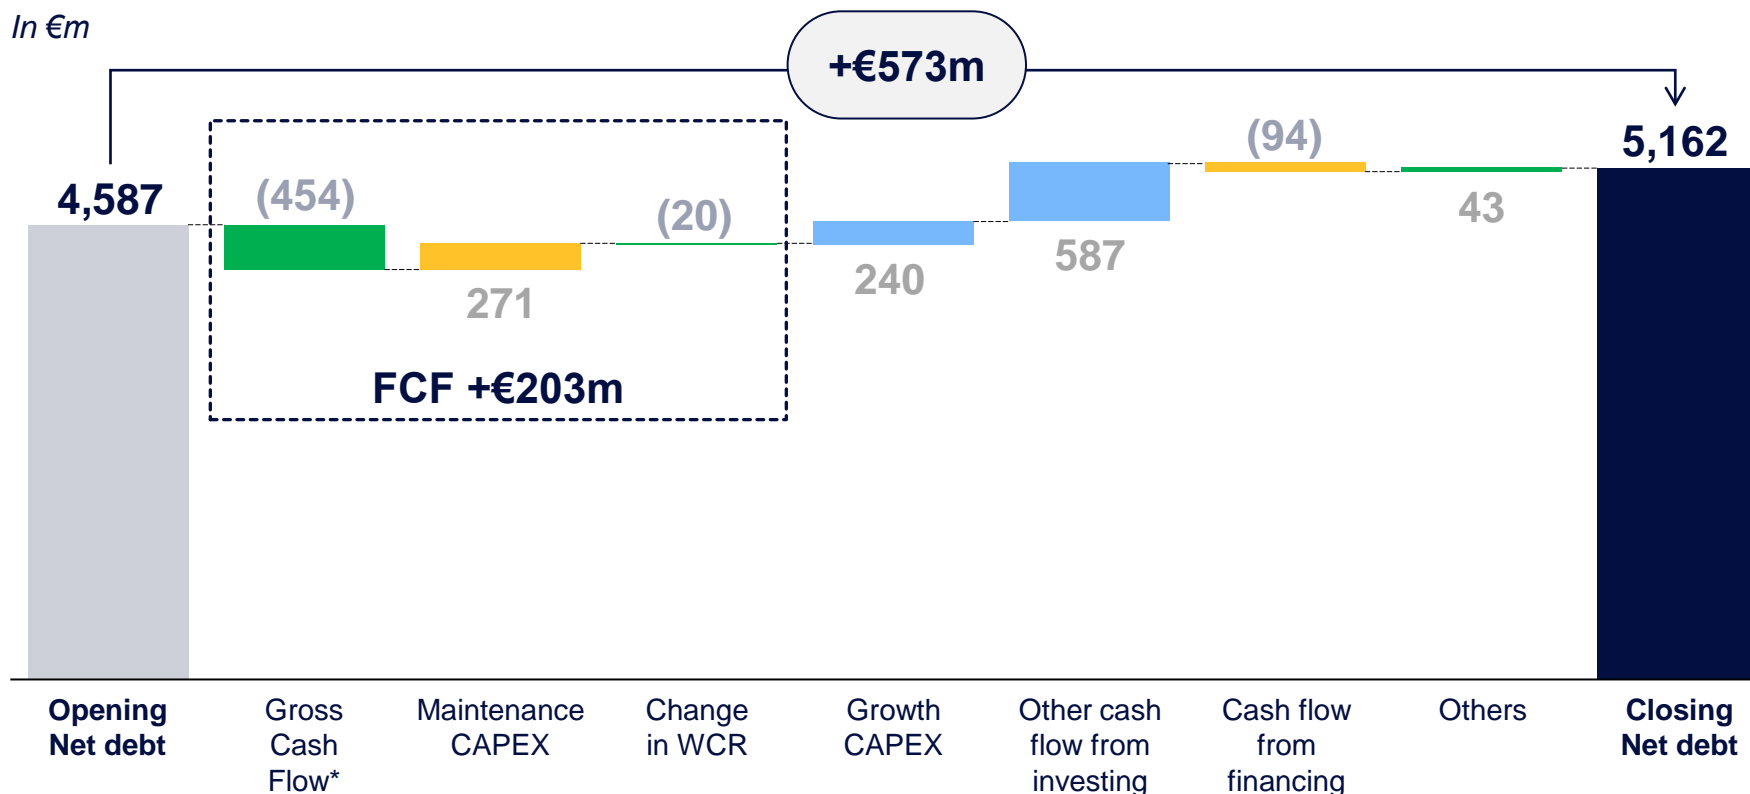 In €m
+€573m
4,587
(454)
271
(20)
240
587
(94)
43
5,162
FCF +€203m
Opening
Net debt
Gross
Cash
Flow*
Maintenance
CAPEX
Change
in WCR
Growth
CAPEX
Other cash
flow from
investing
Cash flow
from
financing
Others
Closing
Net debt